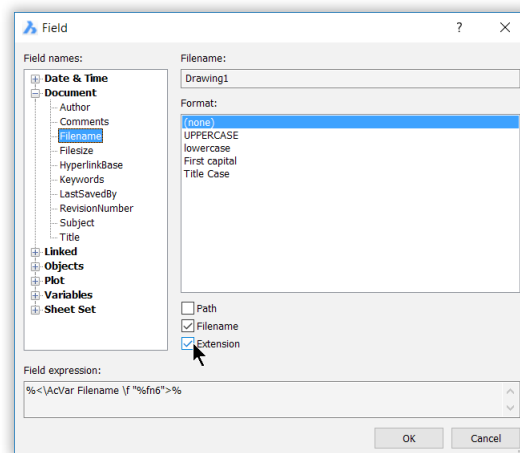 Field
Field names:
Date & Time
Document
Author
Comments
Filename
Filesize
HyperlinkBase
Keywords
LastSavedBy
RevisionNumber
Subject
Title
Linked
Objects
Plot
Variables
Sheet Set
Filename:
Drawing1
Format:
(none)
UPPERCASE
lowercase
First capital
Title Case
Path
Filename
Extension
Field expression:
%<\AcVar Filename \f "%fn6">%
OK
Cancel